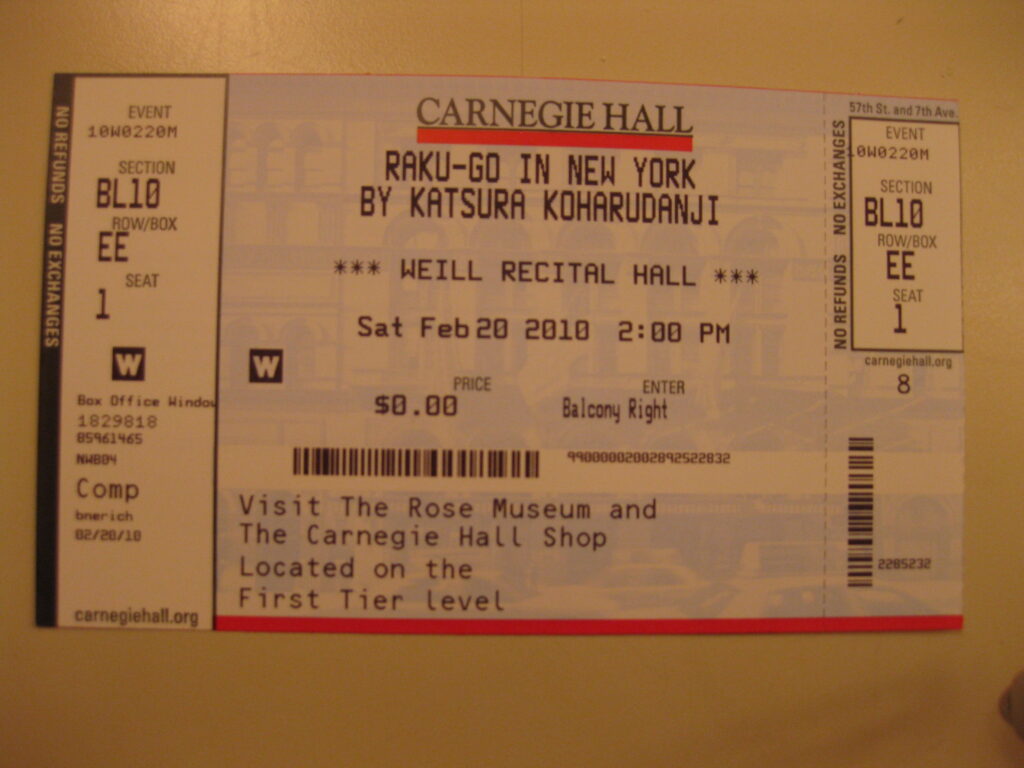 NO REFUNDS NO EXCHANGES
EVENT
10W0220M
SECTION
BL10
ROW/BOX
EE
SEAT
1
W
Box Office Window
1829818
85961465
NWB04
Comp
bnerich
02/20/10
carnegiehall.org
CARNEGIE HALL
RAKU-GO IN NEW YORK
BY KATSURA KOHARUDANJI
*** WEILL RECITAL HALL ***
Sat Feb 20 2010 2:00 PM
W
PRICE
$0.00
ENTER
Balcony Right
99000002002892522832
Visit The Rose Museum and
The Carnegie Hall Shop
Located on the
First Tier level
NO REFUNDS NO EXCHANGES
57th St. and 7th Ave.
EVENT
10W0220M
SECTION
BL10
ROW/BOX
EE
SEAT
1
carnegiehall.org
8
2285232